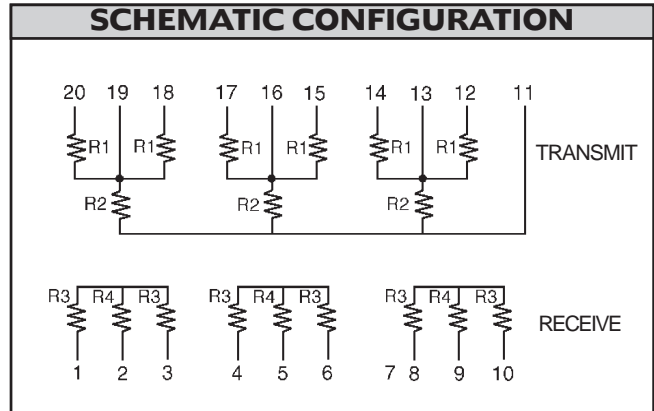 SCHEMATIC CONFIGURATION
20 19 18 17 16 15 14 13 12 11
R1 R1 R1 R1 R1 R1 TRANSMIT
R2 R2 R2
R3 R4 R3 R3 R4 R3 R3 R4 R3
RECEIVE
1 2 3 4 5 6 7 8 9 10